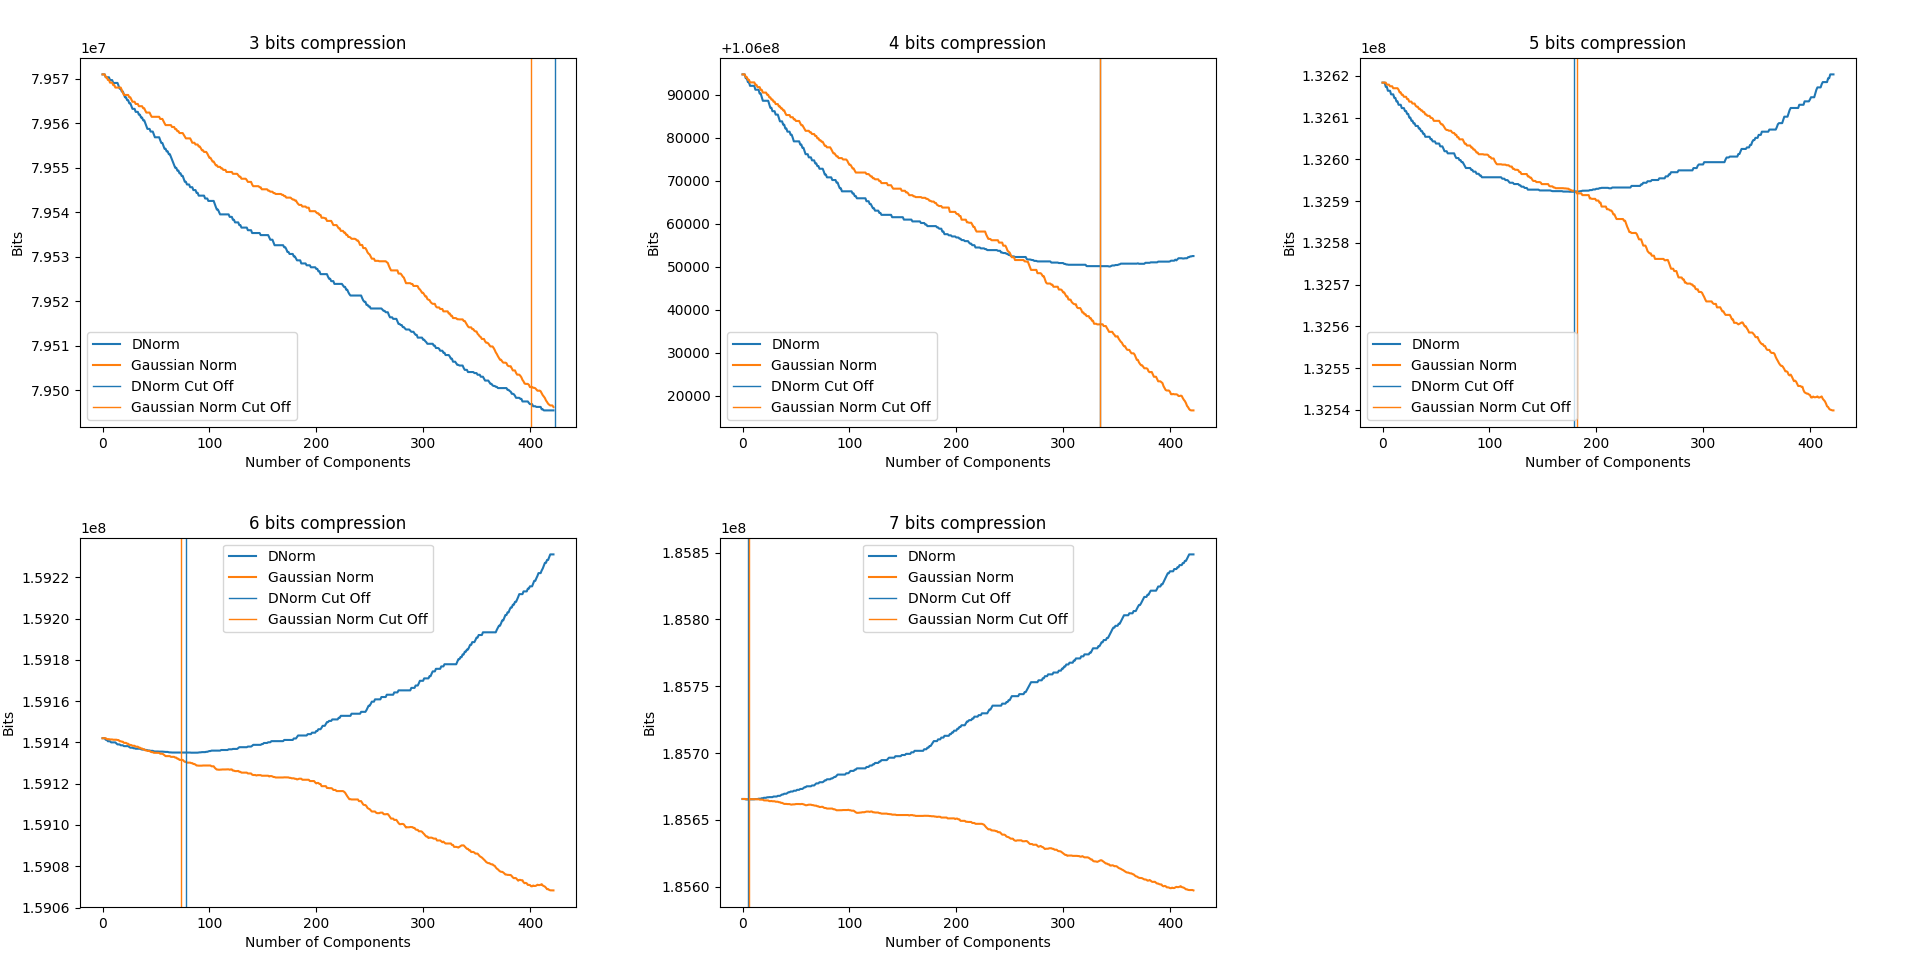 3 bits compression
1e7
7.957
7.956
7.955
7.954
7.953
7.952
7.951
7.950
Bits
DNorm
Gaussian Norm
DNorm Cut Off
Gaussian Norm Cut Off
0 100 200 300 400
Number of Components
4 bits compression
+1.06e8
90000
80000
70000
60000
50000
40000
30000
20000
Bits
DNorm
Gaussian Norm
DNorm Cut Off
Gaussian Norm Cut Off
0 100 200 300 400
Number of Components
5 bits compression
1e8
1.3262
1.3261
1.3260
1.3259
1.3258
1.3257
1.3256
1.3255
1.3254
Bits
DNorm
Gaussian Norm
DNorm Cut Off
Gaussian Norm Cut Off
0 100 200 300 400
Number of Components
6 bits compression
1e8
1.5922
1.5920
1.5918
1.5916
1.5914
1.5912
1.5910
1.5908
1.5906
Bits
DNorm
Gaussian Norm
DNorm Cut Off
Gaussian Norm Cut Off
0 100 200 300 400
Number of Components
7 bits compression
1e8
1.8585
1.8580
1.8575
1.8570
1.8565
1.8560
Bits
DNorm
Gaussian Norm
DNorm Cut Off
Gaussian Norm Cut Off
0 100 200 300 400
Number of Components